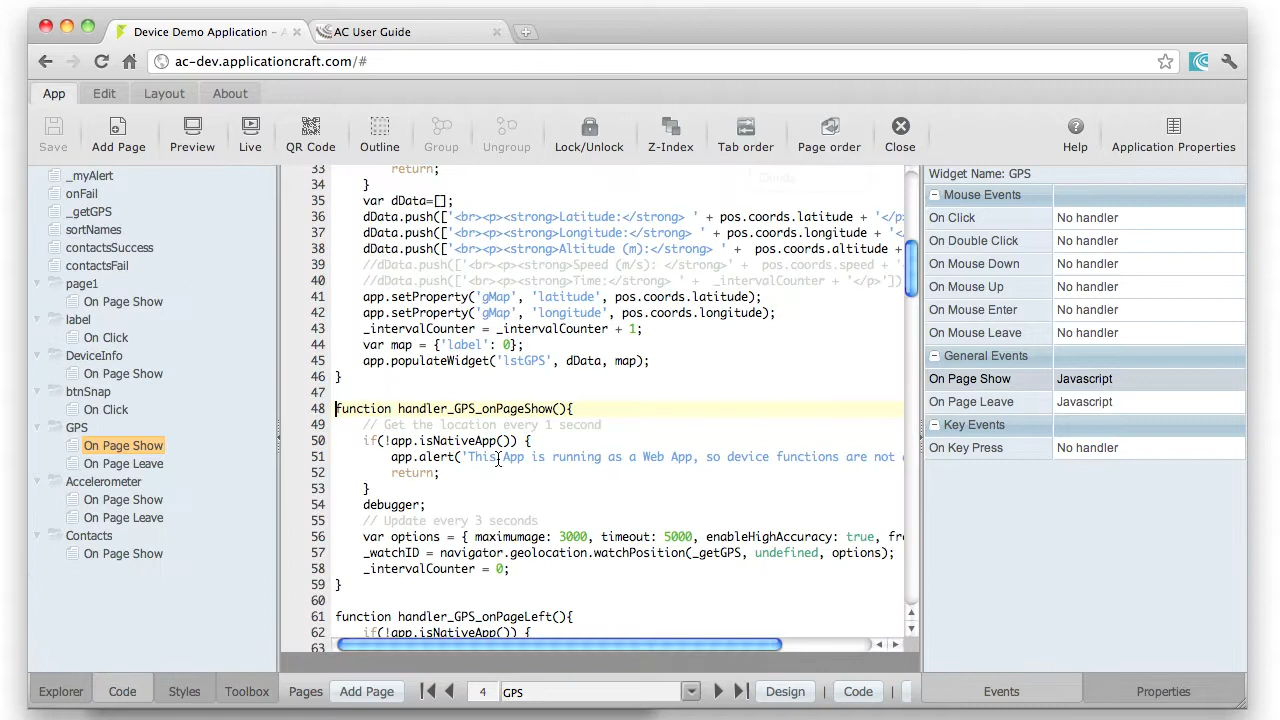 Device Demo Application - A
AC User Guide
ac-dev.applicationcraft.com/#
App Edit Layout About
Save Add Page Preview Live QR Code Outline Group Ungroup Lock/Unlock Z-Index Tab order Page order Close Help Application Properties
_myAlert
onFail
_getGPS
sortNames
contactsSuccess
contactsFail
page1
On Page Show
label
On Click
DeviceInfo
On Page Show
btnSnap
On Click
GPS
On Page Show
On Page Leave
Accelerometer
On Page Show
On Page Leave
Contacts
On Page Show
33 return;
34 }
35 var dData=[];
36 dData.push(['<br><p><strong>Latitude:</strong> ' + pos.coords.latitude + '</p>
37 dData.push(['<br><p><strong>Longitude:</strong> ' + pos.coords.longitude + '</
38 dData.push(['<br><p><strong>Altitude (m):</strong> ' + pos.coords.altitude +
39 //dData.push(['<br><p><strong>Speed (m/s): </strong>' + pos.coords.speed + '
40 //dData.push(['<br><p><strong>Time:</strong>' + _intervalCounter + '</p>'])
41 app.setProperty('gMap', 'latitude', pos.coords.latitude);
42 app.setProperty('gMap', 'longitude', pos.coords.longitude);
43 _intervalCounter = _intervalCounter + 1;
44 var map = {'label': 0};
45 app.populateWidget('lstGPS', dData, map);
46 }
47
48 function handler_GPS_onPageShow(){
49 // Get the location every 1 second
50 if(!app.isNativeApp()) {
51 app.alert('This App is running as a Web App, so device functions are not
52 return;
53 }
54 debugger;
55 // Update every 3 seconds
56 var options = { maximumage: 3000, timeout: 5000, enableHighAccuracy: true, fr
57 _watchID = navigator.geolocation.watchPosition(_getGPS, undefined, options);
58 _intervalCounter = 0;
59 }
60
61 function handler_GPS_onPageLeft(){
62 if(!app.isNativeApp()) {
63
Widget Name: GPS
Mouse Events
On Click No handler
On Double Click No handler
On Mouse Down No handler
On Mouse Up No handler
On Mouse Enter No handler
On Mouse Leave No handler
General Events
On Page Show Javascript
On Page Leave Javascript
Key Events
On Key Press No handler
Explorer Code Styles Toolbox Pages Add Page 4 GPS Design Code Events Properties